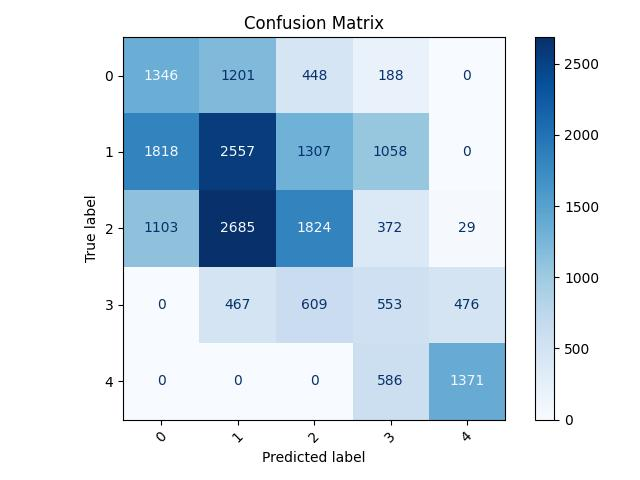 Confusion Matrix
0 1346 1201 448 188 0
1 1818 2557 1307 1058 0
2 1103 2685 1824 372 29
3 0 467 609 553 476
4 0 0 0 586 1371
0 1 2 3 4
True label
Predicted label
2500
2000
1500
1000
500
0